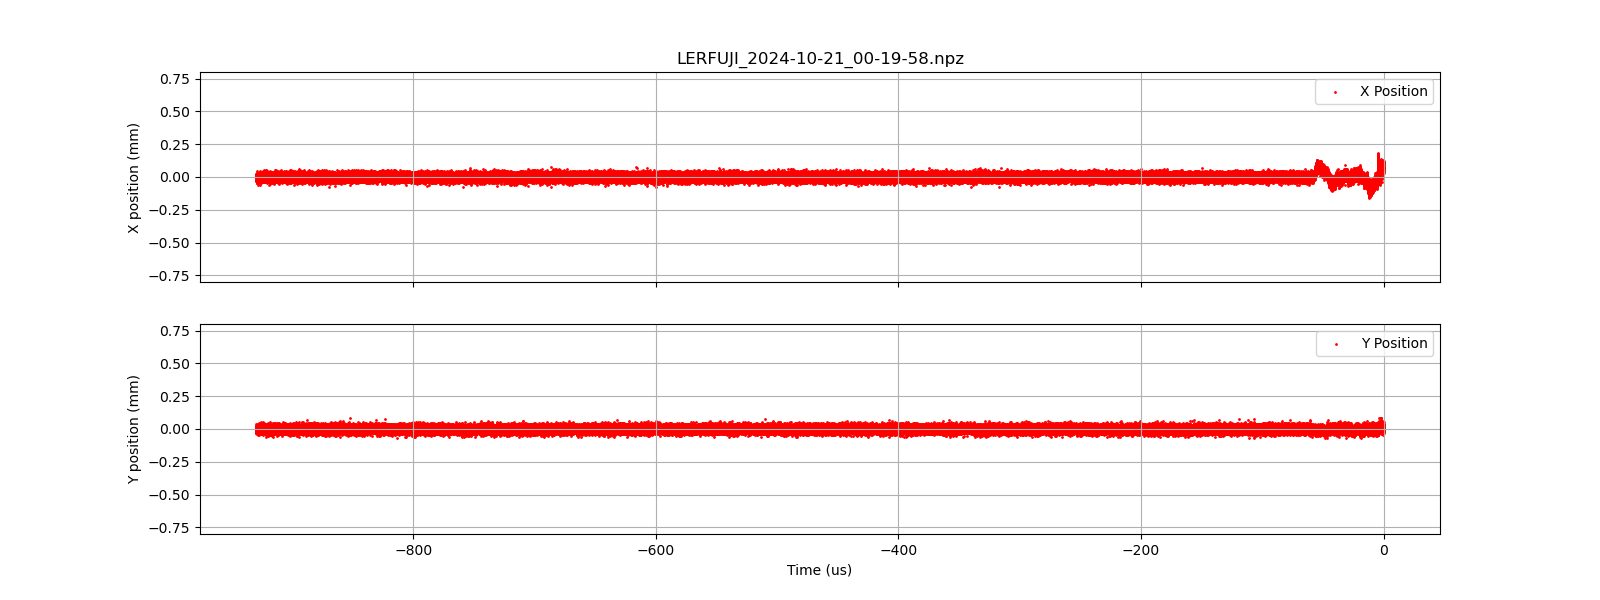 LERFUJI_2024-10-21_00-19-58.npz
X position (mm)
0.75
0.50
0.25
0.00
−0.25
−0.50
−0.75
X Position
Y position (mm)
0.75
0.50
0.25
0.00
−0.25
−0.50
−0.75
Y Position
−800 −600 −400 −200 0
Time (us)